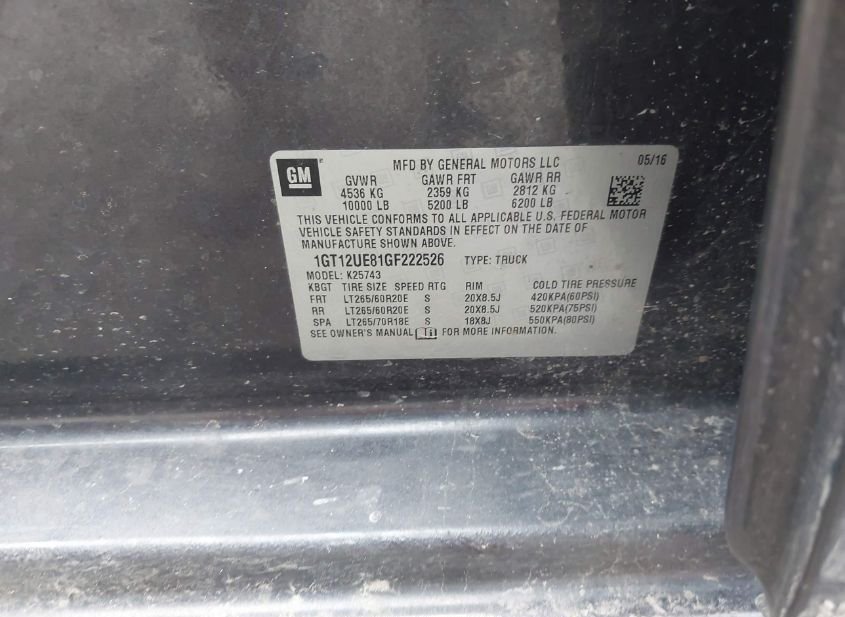 GM
MFD BY GENERAL MOTORS LLC 05/16
GVWR GAWR FRT GAWR RR
4536 KG 2359 KG 2812 KG
10000 LB 5200 LB 6200 LB
THIS VEHICLE CONFORMS TO ALL APPLICABLE U.S. FEDERAL MOTOR
VEHICLE SAFETY STANDARDS IN EFFECT ON THE DATE OF
MANUFACTURE SHOWN ABOVE.
1GT12UE81GF222526 TYPE: TRUCK
MODEL: K25743
KBGT TIRE SIZE SPEED RTG RIM COLD TIRE PRESSURE
FRT LT265/60R20E S 20X8.5J 420KPA(60PSI)
RR LT265/60R20E S 20X8.5J 520KPA(75PSI)
SPA LT265/70R18E S 18X8J 550KPA(80PSI)
SEE OWNER'S MANUAL FOR MORE INFORMATION.